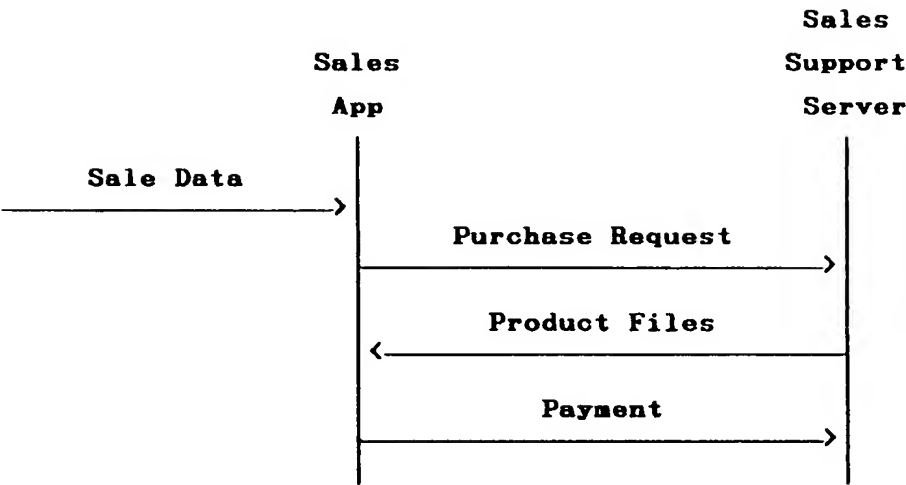 Sales
App
Sales
Support
Server
Sale Data
Purchase Request
Product Files
Payment